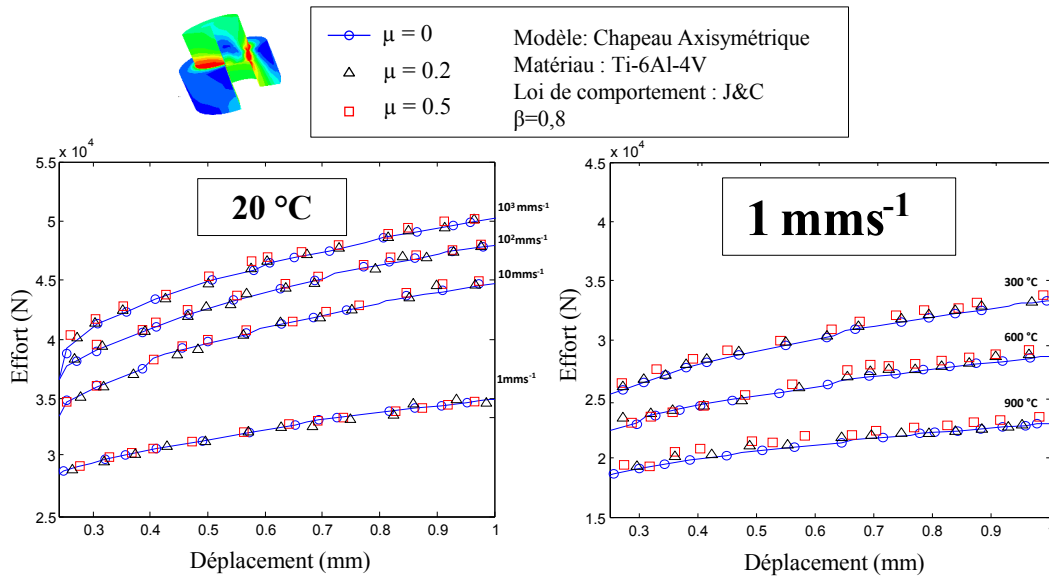 μ = 0
μ = 0.2
μ = 0.5
Modèle: Chapeau Axisymétrique
Matériau : Ti-6Al-4V
Loi de comportement : J&C
β=0,8
x 10⁴
5.5
5
4.5
4
3.5
3
2.5
Effort (N)
20 °C
10³ mms⁻¹
10² mms⁻¹
10 mms⁻¹
1 mms⁻¹
0.3 0.4 0.5 0.6 0.7 0.8 0.9 1
Déplacement (mm)
x 10⁴
4.5
4
3.5
3
2.5
2
1.5
Effort (N)
1 mms⁻¹
300 °C
600 °C
900 °C
0.3 0.4 0.5 0.6 0.7 0.8 0.9 1
Déplacement (mm)